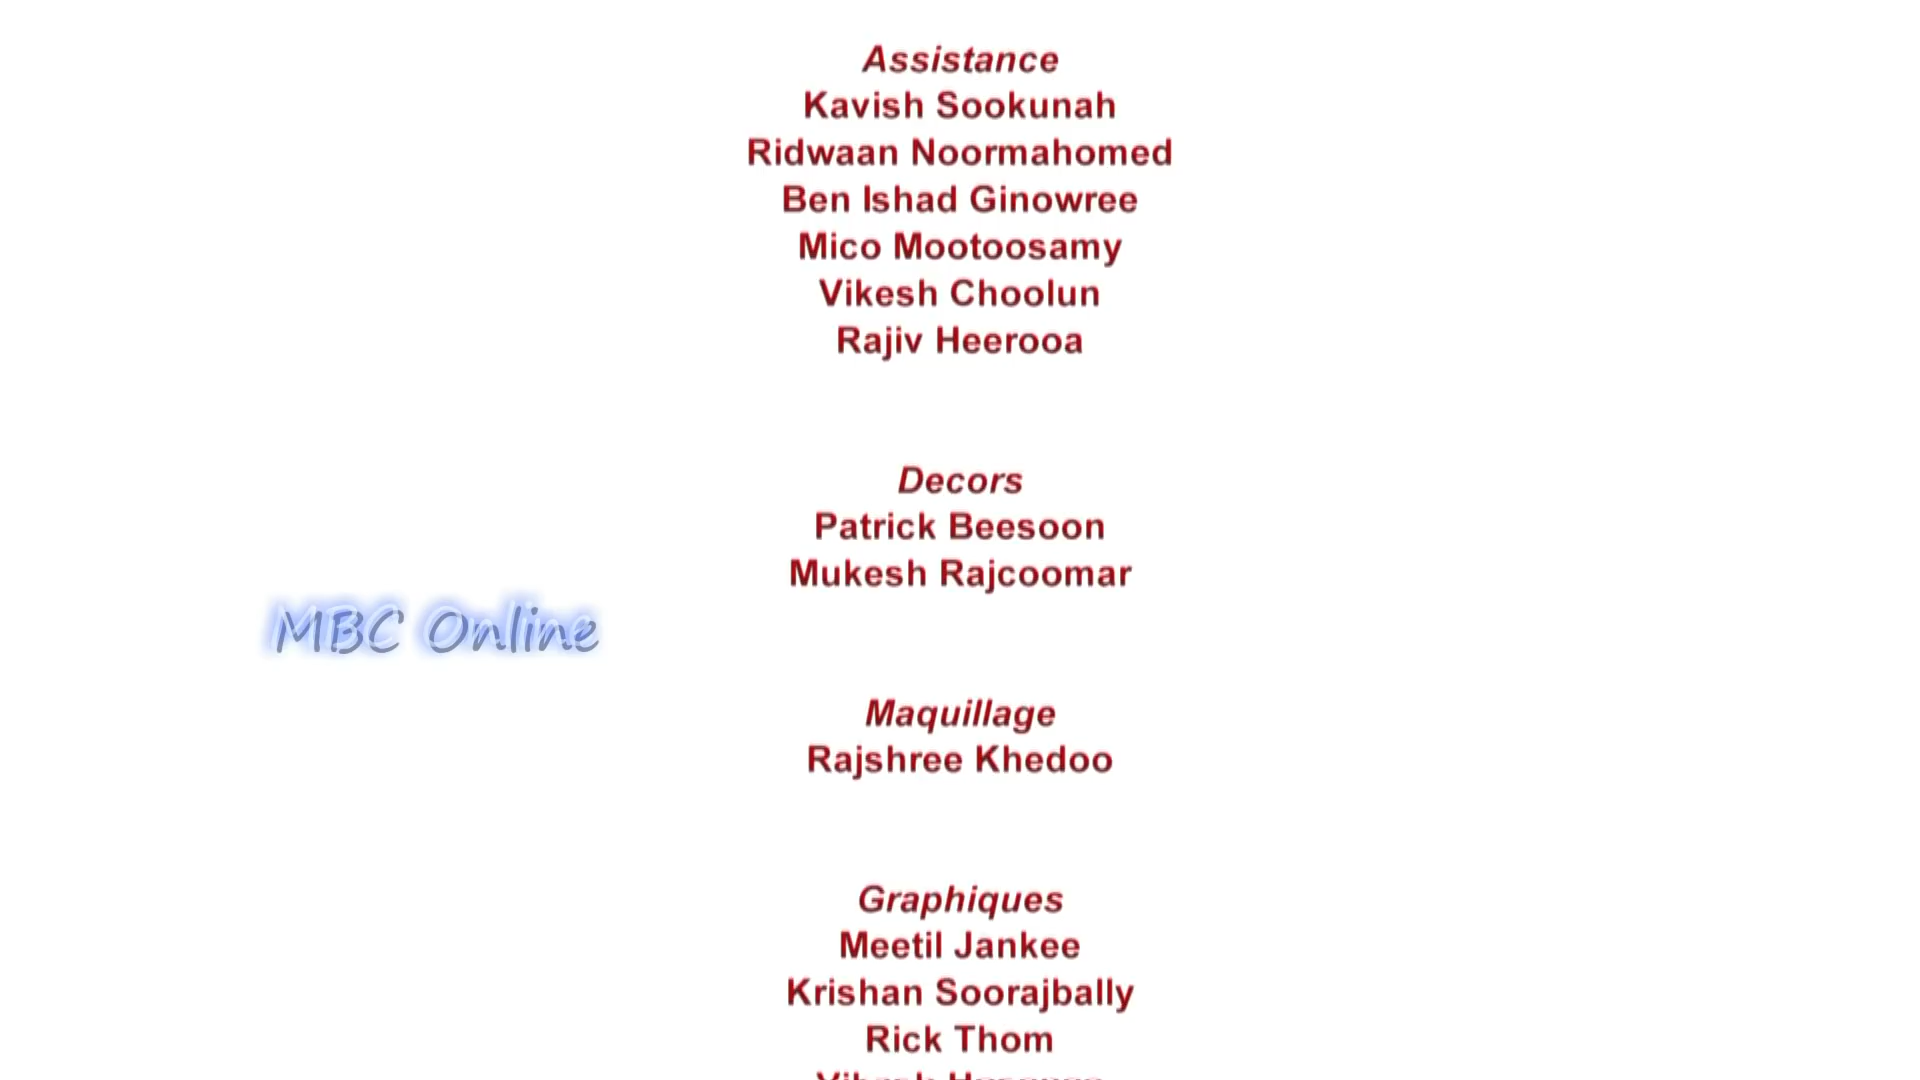 Assistance
Kavish Sookunah
Ridwaan Noormahomed
Ben Ishad Ginowree
Mico Mootoosamy
Vikesh Choolun
Rajiv Heerooa
Decors
Patrick Beesoon
Mukesh Rajcoomar
MBC Online
Maquillage
Rajshree Khedoo
Graphiques
Meetil Jankee
Krishan Soorajbally
Rick Thom